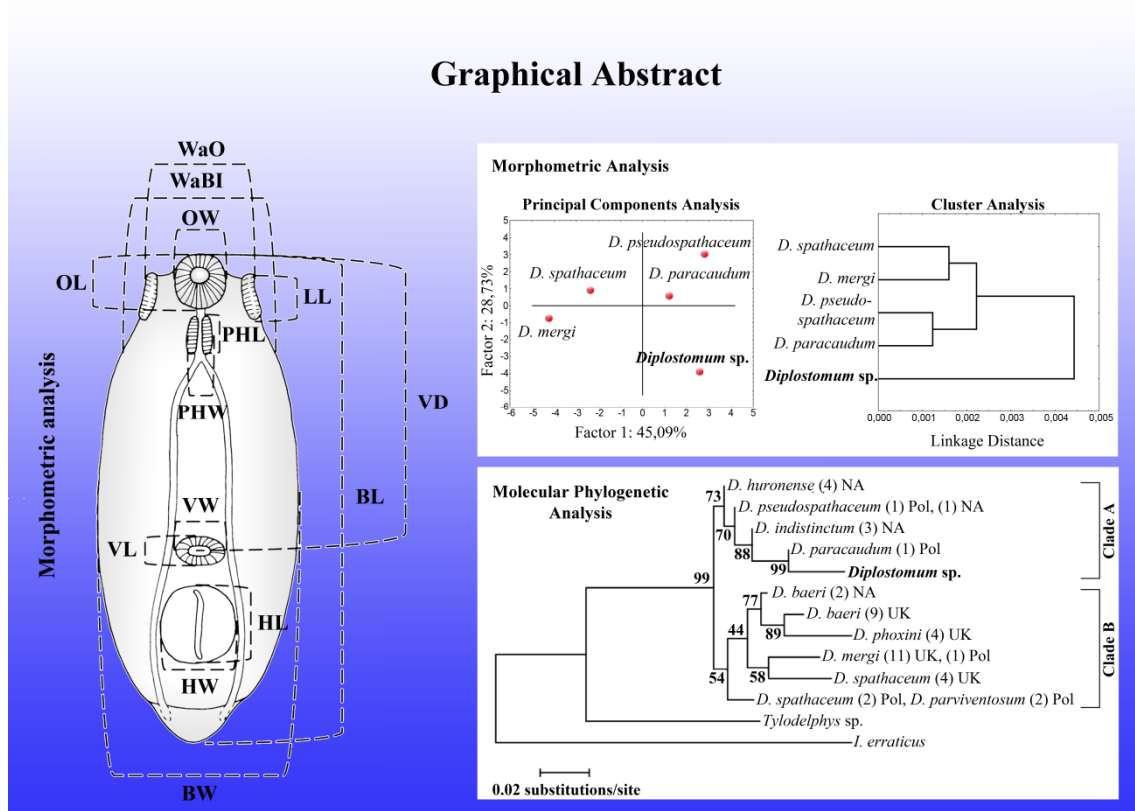 Graphical Abstract
WaO
WaBI
OW
OL
LL
PHL
PHW
VD
BL
VW
VL
HL
HW
BW
Morphometric analysis
Morphometric Analysis
Principal Components Analysis
5
4
3
2
1
0
-1
-2
-3
-4
-5
-6
D. pseudospathaceum
D. spathaceum
D. paracaudum
D. mergi
Diplostomum sp.
-6 -5 -4 -3 -2 -1 0 1 2 3 4 5
Factor 2: 28,73%
Factor 1: 45,09%
Cluster Analysis
D. spathaceum
D. mergi
D. pseudo-
spathaceum
D. paracaudum
Diplostomum sp.
0,000 0,001 0,002 0,003 0,004 0,005
Linkage Distance
Molecular Phylogenetic
Analysis
D. huronense (4) NA
73
D. pseudospathaceum (1) Pol, (1) NA
70
D. indistinctum (3) NA
88
D. paracaudum (1) Pol
99
Diplostomum sp.
99
Clade A
D. baeri (2) NA
77
D. baeri (9) UK
44
89
D. phoxini (4) UK
D. mergi (11) UK, (1) Pol
54
58
D. spathaceum (4) UK
D. spathaceum (2) Pol, D. parviventosum (2) Pol
Clade B
Tylodelphys sp.
I. erraticus
0.02 substitutions/site